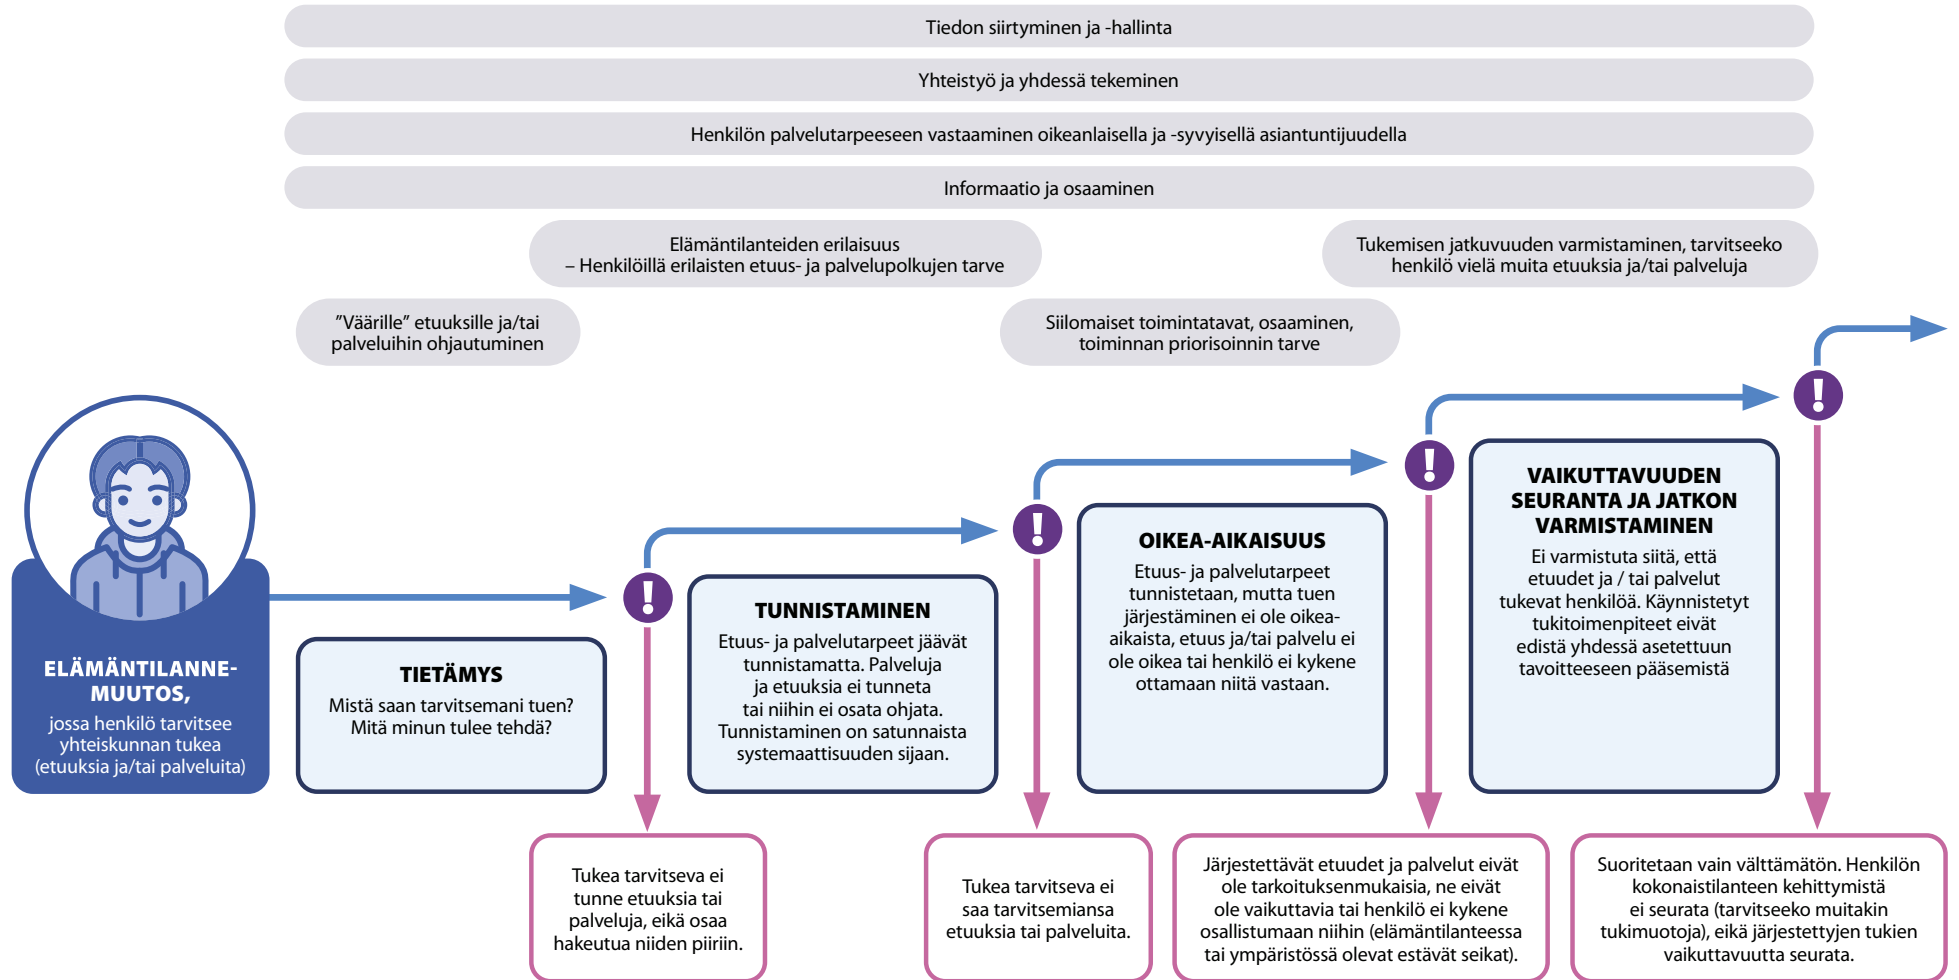 Tiedon siirtyminen ja -hallinta
Yhteistyö ja yhdessä tekeminen
Henkilön palvelutarpeeseen vastaaminen oikeanlaisella ja -syvyisellä asiantuntijuudella
Informaatio ja osaaminen
Elämäntilanteiden erilaisuus
– Henkilöillä erilaisten etuus- ja palvelupolkujen tarve
Tukemisen jatkuvuuden varmistaminen, tarvitseeko
henkilö vielä muita etuuksia ja/tai palveluja
”Väärille” etuuksille ja/tai
palveluihin ohjautuminen
Siilomaiset toimintatavat, osaaminen,
toiminnan priorisoinnin tarve
ELÄMÄNTILANNE-
MUUTOS,
jossa henkilö tarvitsee
yhteiskunnan tukea
(etuuksia ja/tai palveluita)
TIETÄMYS
Mistä saan tarvitsemani tuen?
Mitä minun tulee tehdä?
!
TUNNISTAMINEN
Etuus- ja palvelutarpeet jäävät
tunnistamatta. Palveluja
ja etuuksia ei tunneta
tai niihin ei osata ohjata.
Tunnistaminen on satunnaista
systemaattisuuden sijaan.
!
OIKEA-AIKAISUUS
Etuus- ja palvelutarpeet
tunnistetaan, mutta tuen
järjestäminen ei ole oikea-
aikaista, etuus ja/tai palvelu ei
ole oikea tai henkilö ei kykene
ottamaan niitä vastaan.
!
VAIKUTTAVUUDEN
SEURANTA JA JATKON
VARMISTAMINEN
Ei varmistuta siitä, että
etuudet ja / tai palvelut
tukevat henkilöä. Käynnistetyt
tukitoimenpiteet eivät
edistä yhdessä asetettuun
tavoitteeseen pääsemistä
!
Tukea tarvitseva ei
tunne etuuksia tai
palveluja, eikä osaa
hakeutua niiden piiriin.
Tukea tarvitseva ei
saa tarvitsemiansa
etuuksia tai palveluita.
Järjestettävät etuudet ja palvelut eivät
ole tarkoituksenmukaisia, ne eivät
ole vaikuttavia tai henkilö ei kykene
osallistumaan niihin (elämäntilanteessa
tai ympäristössä olevat estävät seikat).
Suoritetaan vain välttämätön. Henkilön
kokonaistilanteen kehittymistä
ei seurata (tarvitseeko muitakin
tukimuotoja), eikä järjestettyjen tukien
vaikuttavuutta seurata.